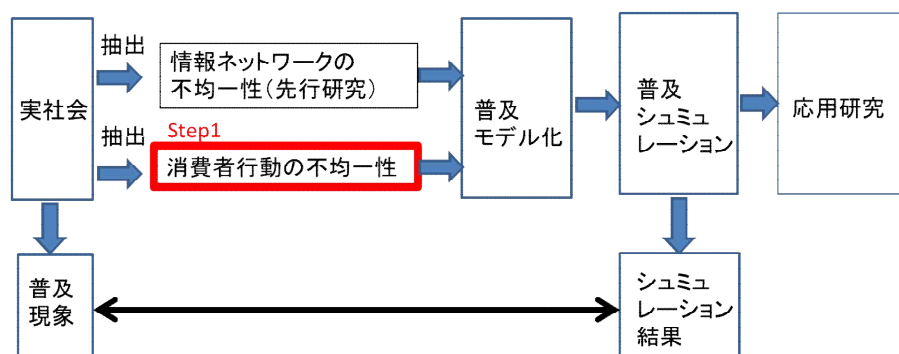 抽出
情報ネットワークの
不均一性(先行研究)
実社会
普及
モデル化
普及
シュミュ
レーション
応用研究
抽出
Step1
消費者行動の不均一性
普及
現象
シュミュ
レーション
結果